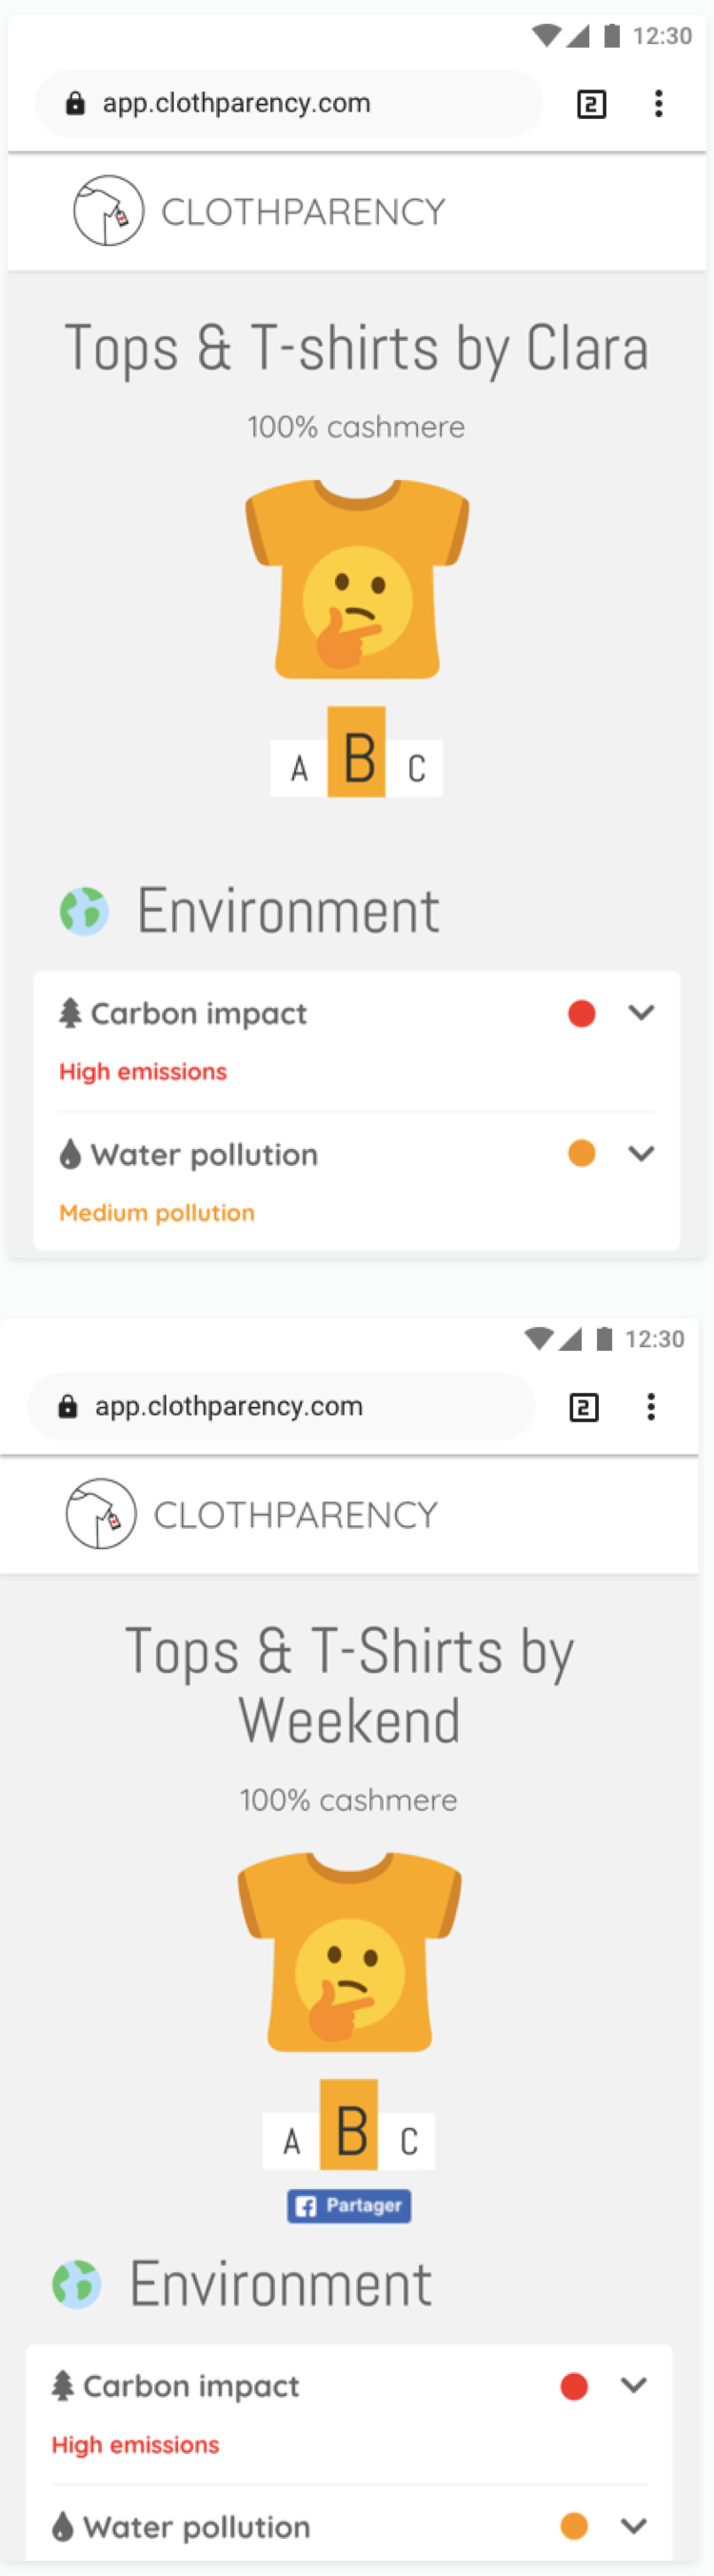 12:30
app.clothparency.com
2
CLOTHPARENCY
Tops & T-shirts by Clara
100% cashmere
A B C
Environment
Carbon impact
High emissions
Water pollution
Medium pollution
12:30
app.clothparency.com
2
CLOTHPARENCY
Tops & T-Shirts by
Weekend
100% cashmere
A B C
Partager
Environment
Carbon impact
High emissions
Water pollution